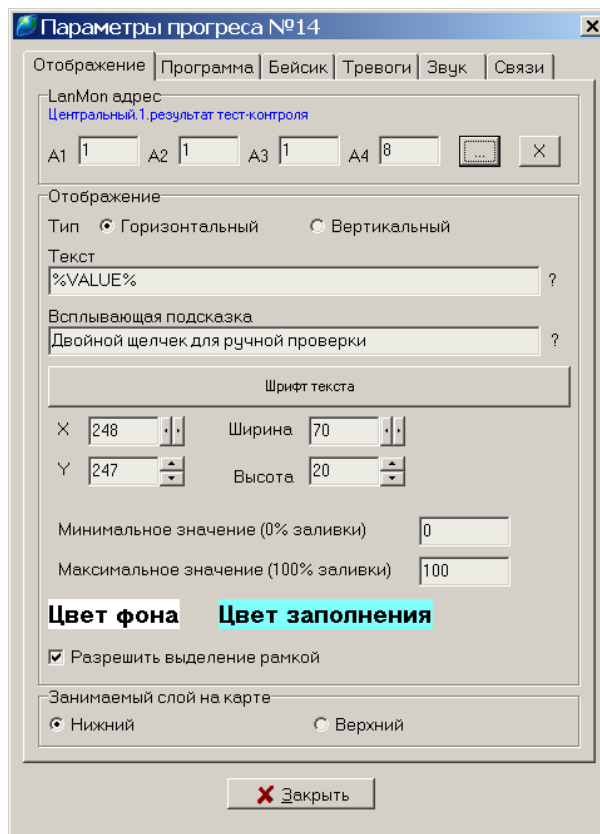 Параметры прогреса №14
Отображение Программа Бейсик Тревоги Звук Связи
LanMon адрес
Центральный.1.результат тест-контроля
A1 1 A2 1 A3 1 A4 8 ... X
Отображение
Тип Горизонтальный Вертикальный
Текст
%VALUE% ?
Всплывающая подсказка
Двойной щелчек для ручной проверки ?
Шрифт текста
X 248 Ширина 70
Y 247 Высота 20
Минимальное значение (0% заливки) 0
Максимальное значение (100% заливки) 100
Цвет фона Цвет заполнения
Разрешить выделение рамкой
Занимаемый слой на карте
Нижний Верхний
Закрыть